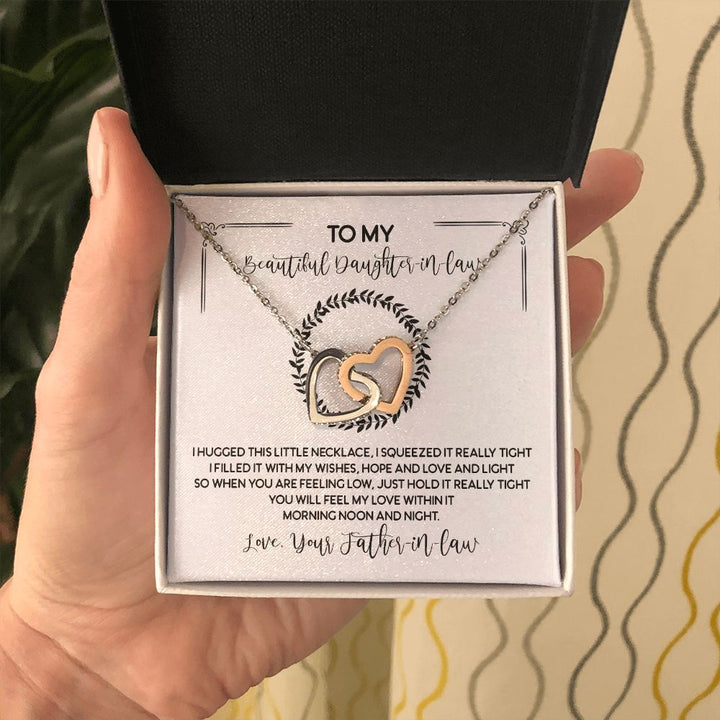 TO MY
Beautiful Daughter-in-law
I HUGGED THIS LITTLE NECKLACE, I SQUEEZED IT REALLY TIGHT
I FILLED IT WITH MY WISHES, HOPE AND LOVE AND LIGHT
SO WHEN YOU ARE FEELING LOW, JUST HOLD IT REALLY TIGHT
YOU WILL FEEL MY LOVE WITHIN IT
MORNING NOON AND NIGHT.
Love, Your Father-in-law